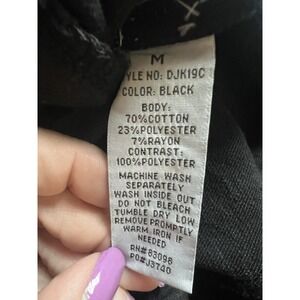 M
YLE NO: DJK19C
COLOR: BLACK
BODY:
70%COTTON
23%POLYESTER
7%RAYON
CONTRAST:
100%POLYESTER
MACHINE WASH
SEPARATELY
WASH INSIDE OUT
DO NOT BLEACH
TUMBLE DRY LOW
REMOVE PROMPTLY
WARM IRON IF
NEEDED
RN#83098
PO#J3740